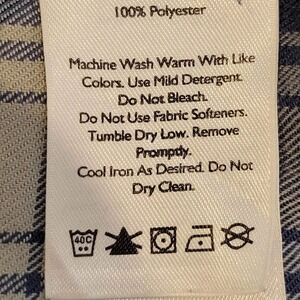 100% Polyester
Machine Wash Warm With Like
Colors. Use Mild Detergent.
Do Not Bleach.
Do Not Use Fabric Softeners.
Tumble Dry Low. Remove
Promptly.
Cool Iron As Desired. Do Not
Dry Clean.
40C